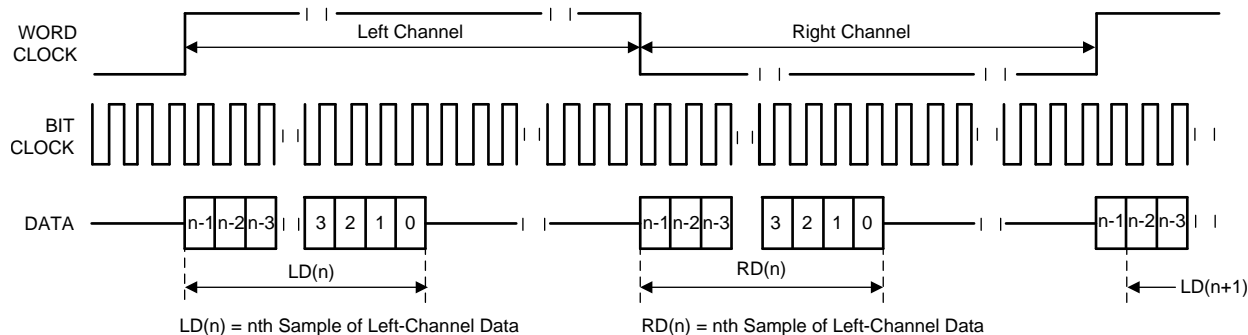 WORD
CLOCK
Left Channel
Right Channel
BIT
CLOCK
DATA
n-1 n-2 n-3 3 2 1 0
n-1 n-2 n-3 3 2 1 0
n-1 n-2 n-3
LD(n)
RD(n)
LD(n+1)
LD(n) = nth Sample of Left-Channel Data
RD(n) = nth Sample of Left-Channel Data